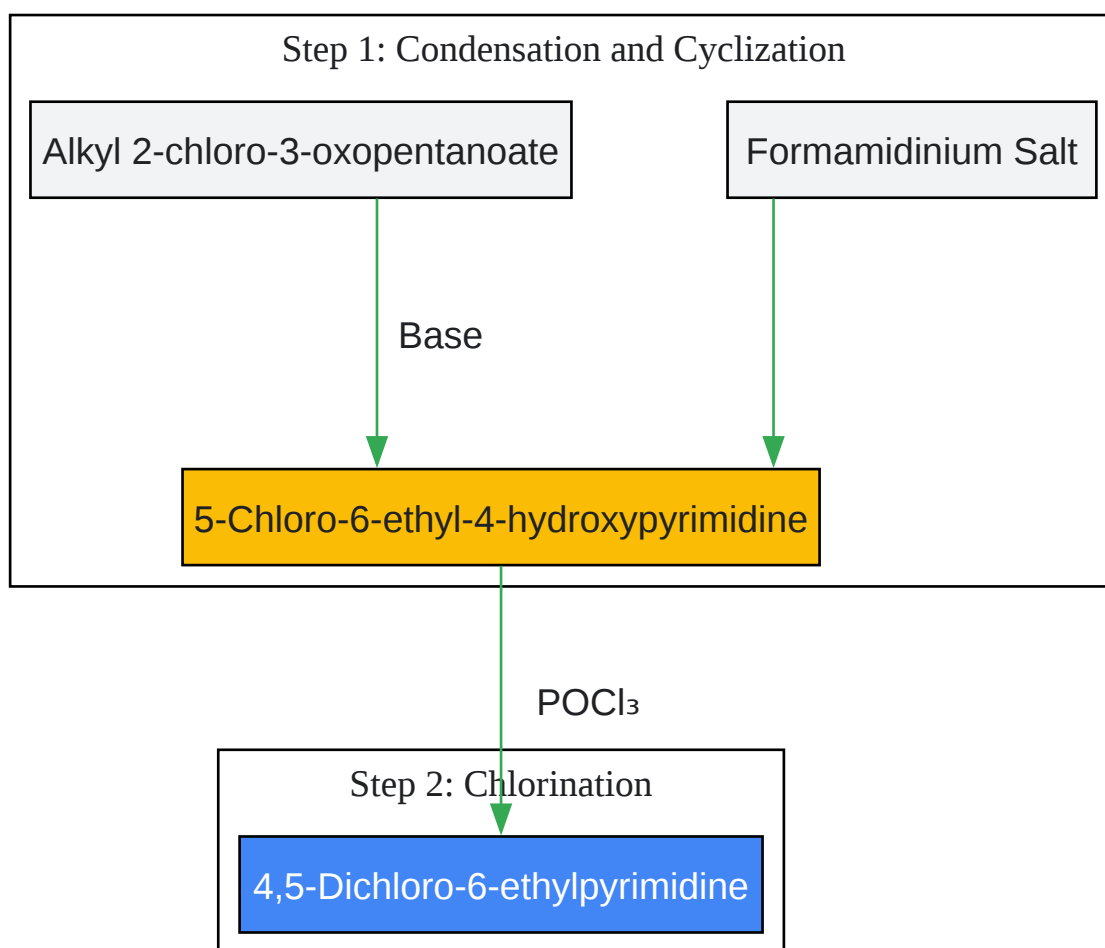 Step 1: Condensation and Cyclization
Alkyl 2-chloro-3-oxopentanoate
Formamidinium Salt
Base
5-Chloro-6-ethyl-4-hydroxypyrimidine
POCl₃
Step 2: Chlorination
4,5-Dichloro-6-ethylpyrimidine